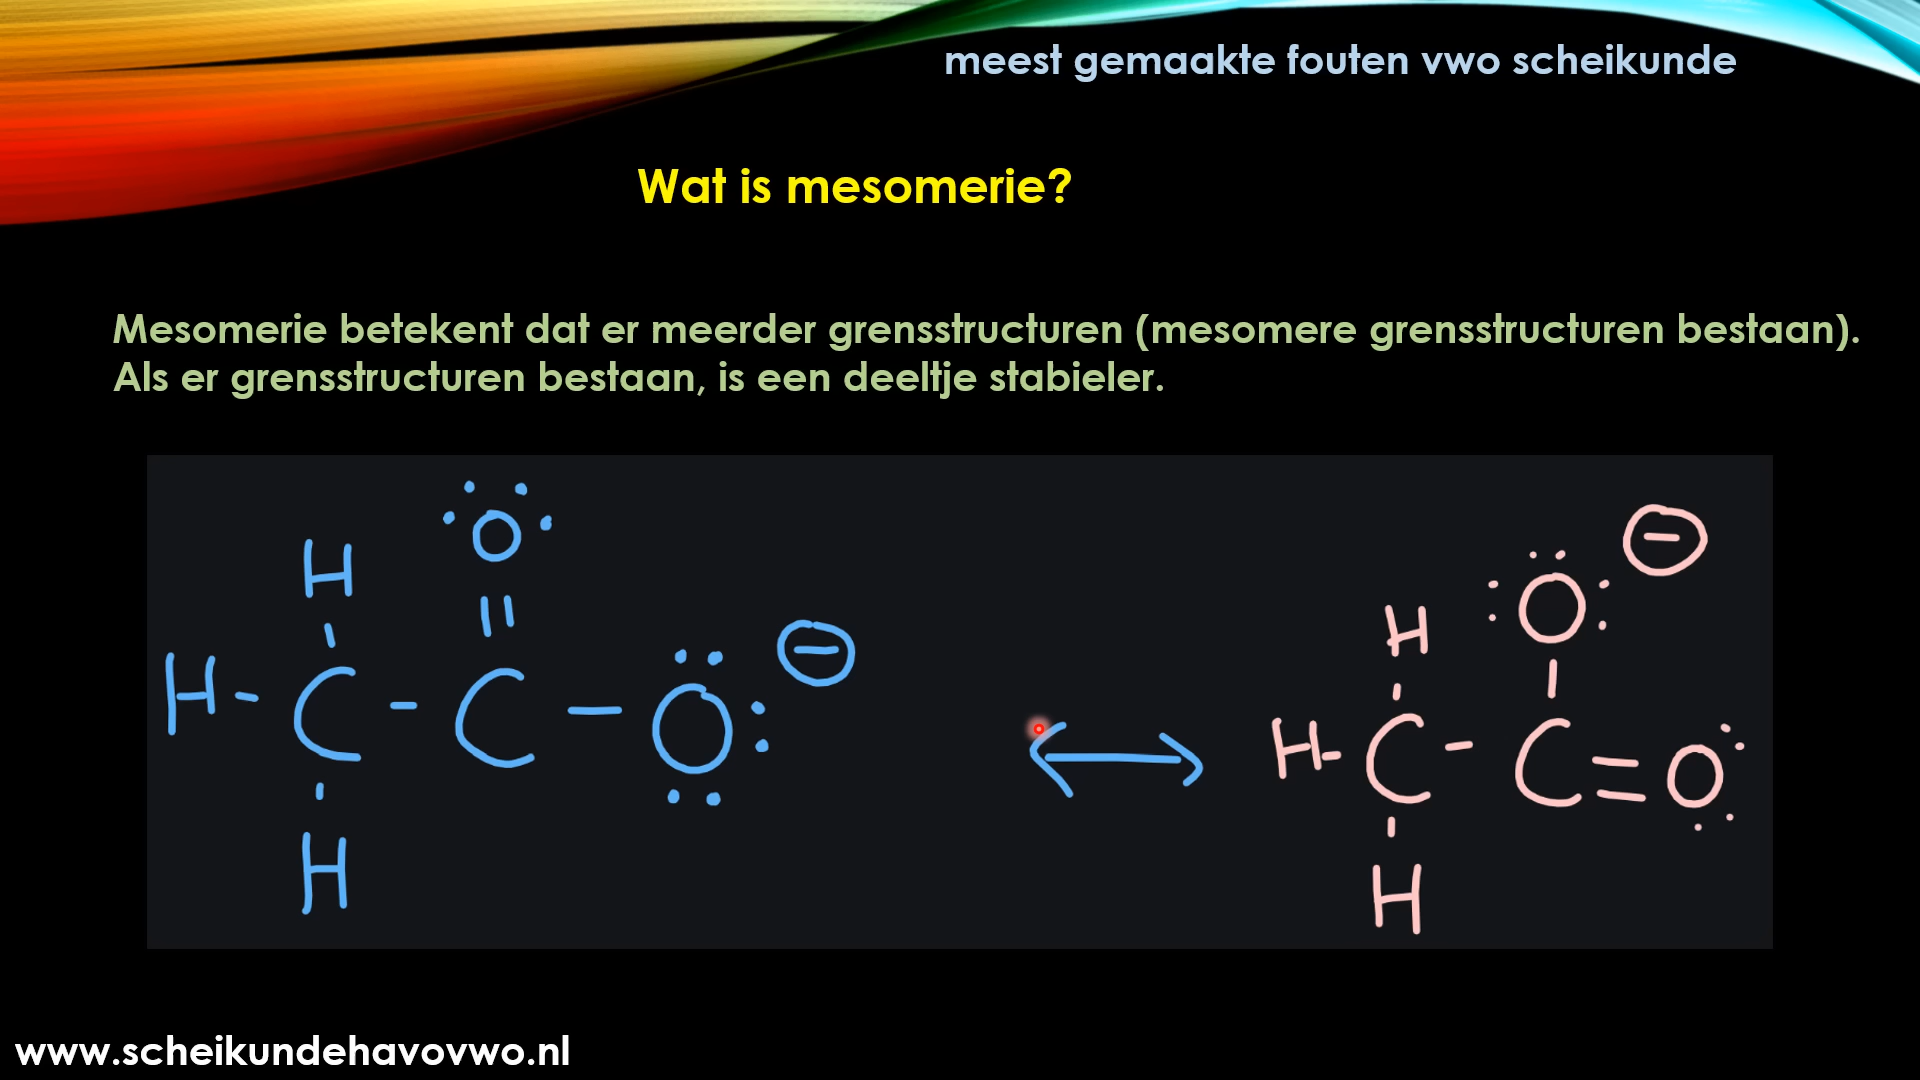 meest gemaakte fouten vwo scheikunde
Wat is mesomerie?
Mesomerie betekent dat er meerder grensstructuren (mesomere grensstructuren bestaan).
Als er grensstructuren bestaan, is een deeltje stabieler.
O
H
H - C - C - O ⊖
H
O ⊖
H
H - C - C = O
H
www.scheikundehavovwo.nl